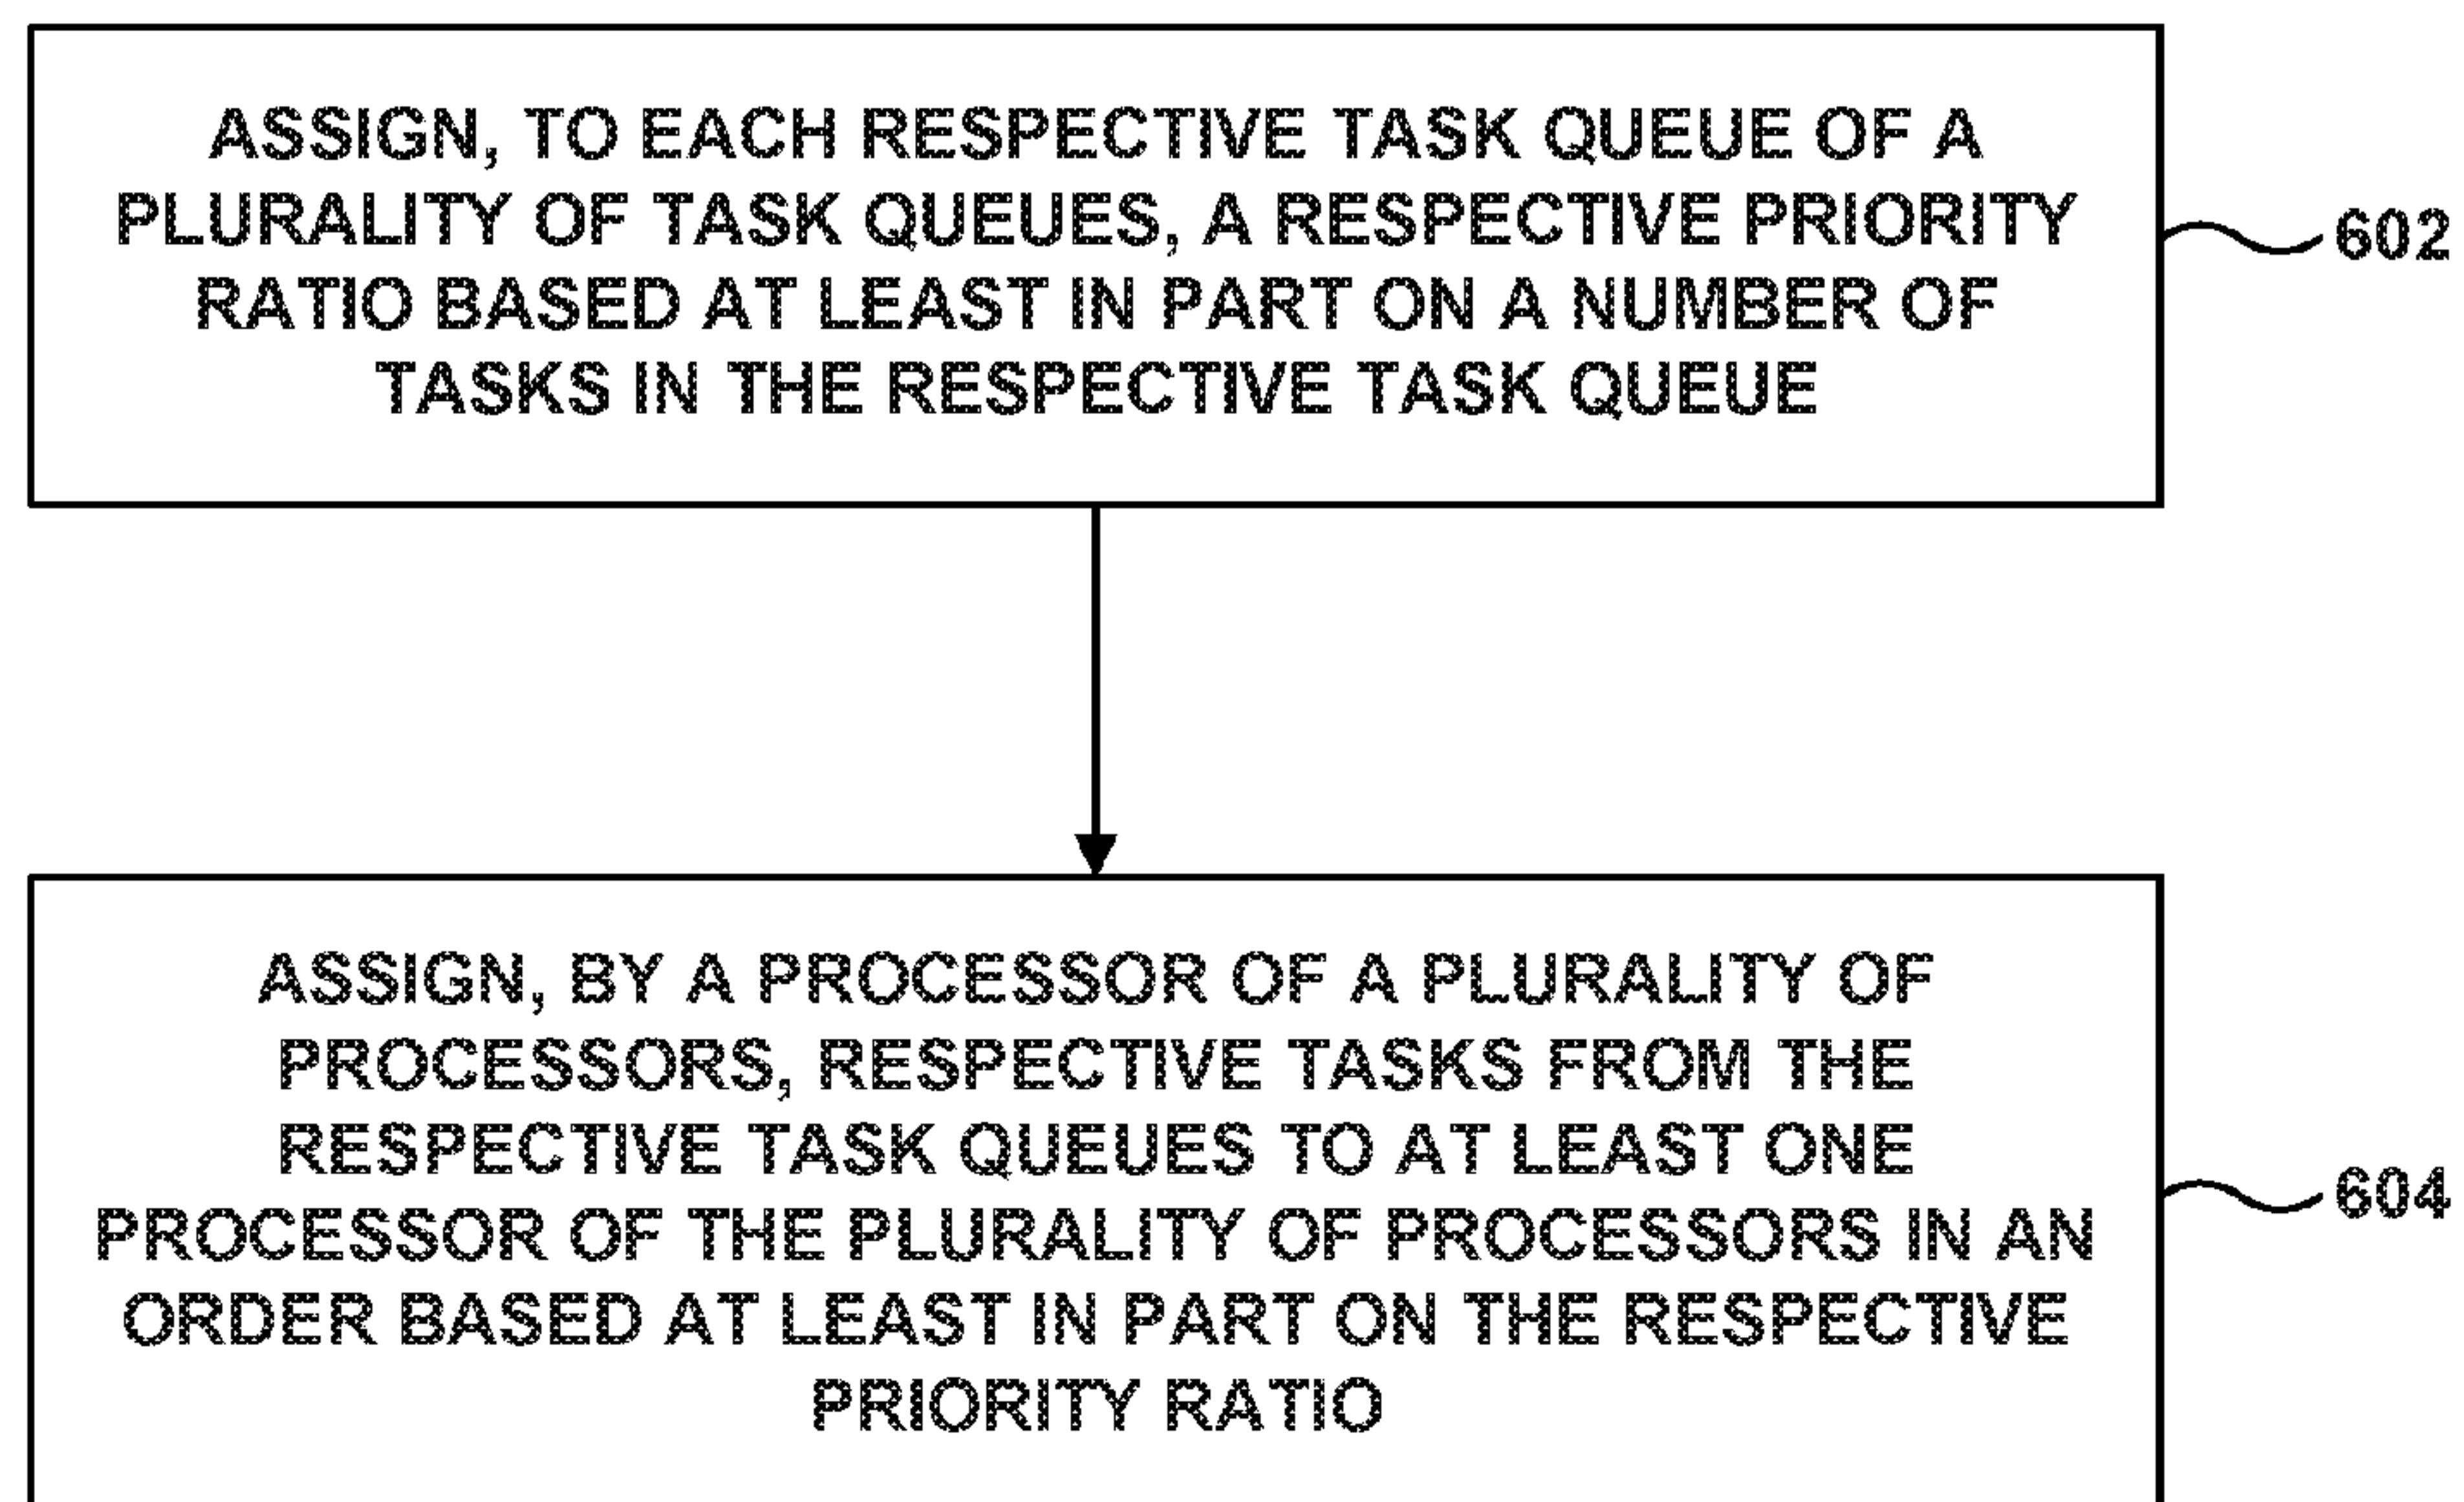 ASSIGN, TO EACH RESPECTIVE TASK QUEUE OF A
PLURALITY OF TASK QUEUES, A RESPECTIVE PRIORITY
RATIO BASED AT LEAST IN PART ON A NUMBER OF
TASKS IN THE RESPECTIVE TASK QUEUE
602
ASSIGN, BY A PROCESSOR OF A PLURALITY OF
PROCESSORS, RESPECTIVE TASKS FROM THE
RESPECTIVE TASK QUEUES TO AT LEAST ONE
PROCESSOR OF THE PLURALITY OF PROCESSORS IN AN
ORDER BASED AT LEAST IN PART ON THE RESPECTIVE
PRIORITY RATIO
604